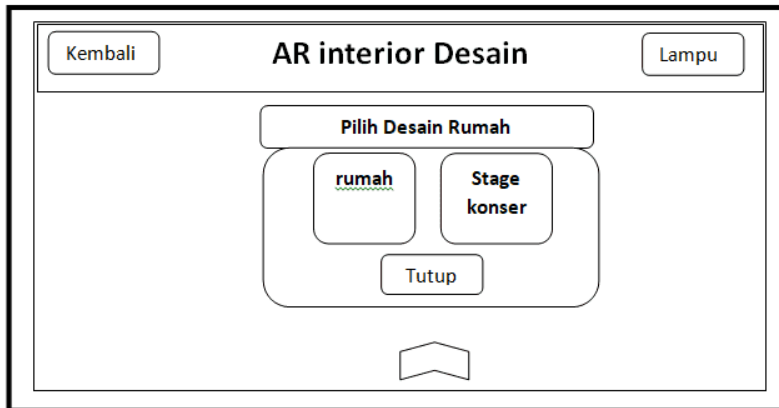 Kembali
AR interior Desain
Lampu
Pilih Desain Rumah
rumah
Stage
konser
Tutup